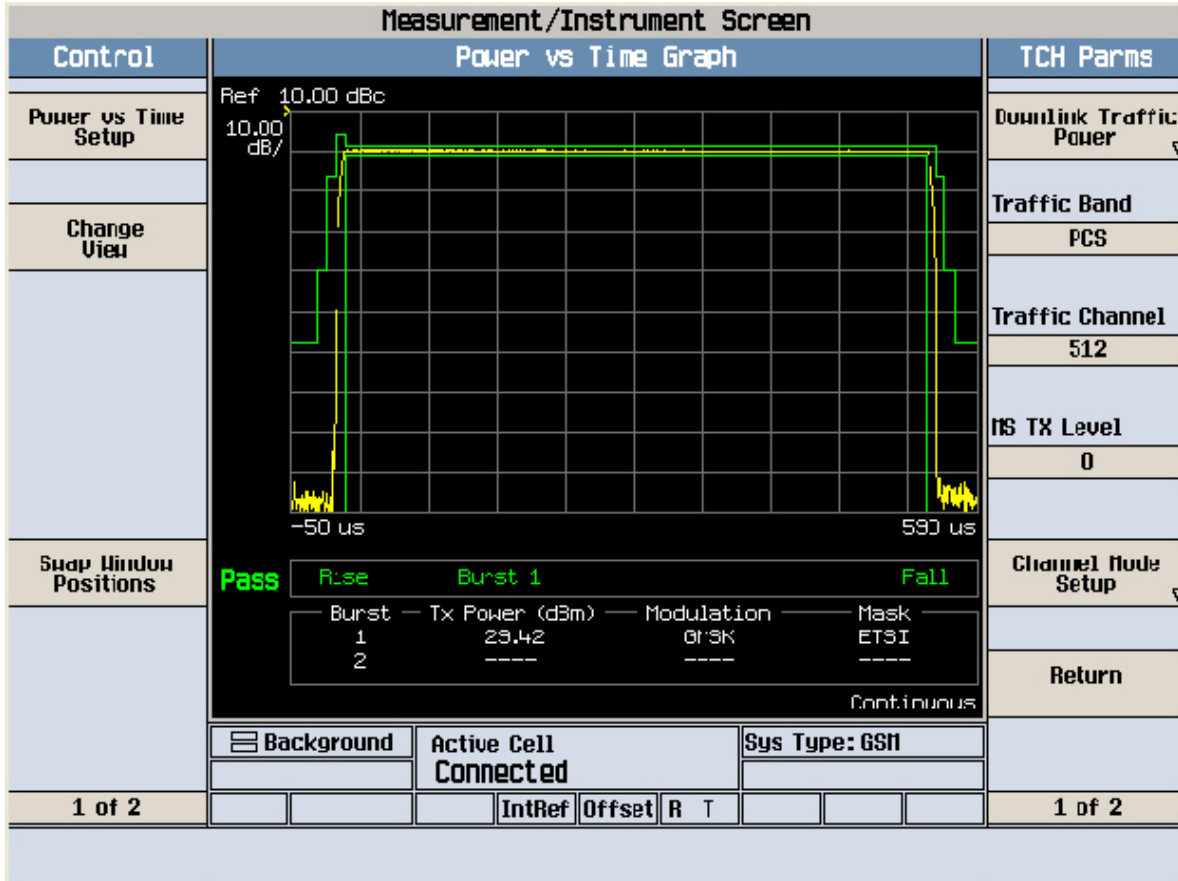 Measurement/Instrument Screen
Control
Power vs Time Graph
TCH Parms
Power vs Time
Setup
Change
View
Swap Window
Positions
1 of 2
Ref 10.00 dBc
10.00
dB/
-50 us
590 us
Pass
Rise
Burst 1
Fall
Burst
Tx Power (dBm)
Modulation
Mask
1
29.42
GMSK
ETSI
2
----
----
----
Continuous
Background
Active Cell
Connected
Sys Type: GSM
IntRef
Offset
R T
Downlink Traffic
Power
Traffic Band
PCS
Traffic Channel
512
MS TX Level
0
Channel Mode
Setup
Return
1 of 2